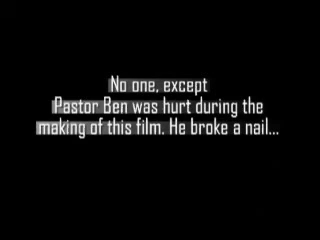 No one, except
Pastor Ben was hurt during the
making of this film. He broke a nail...